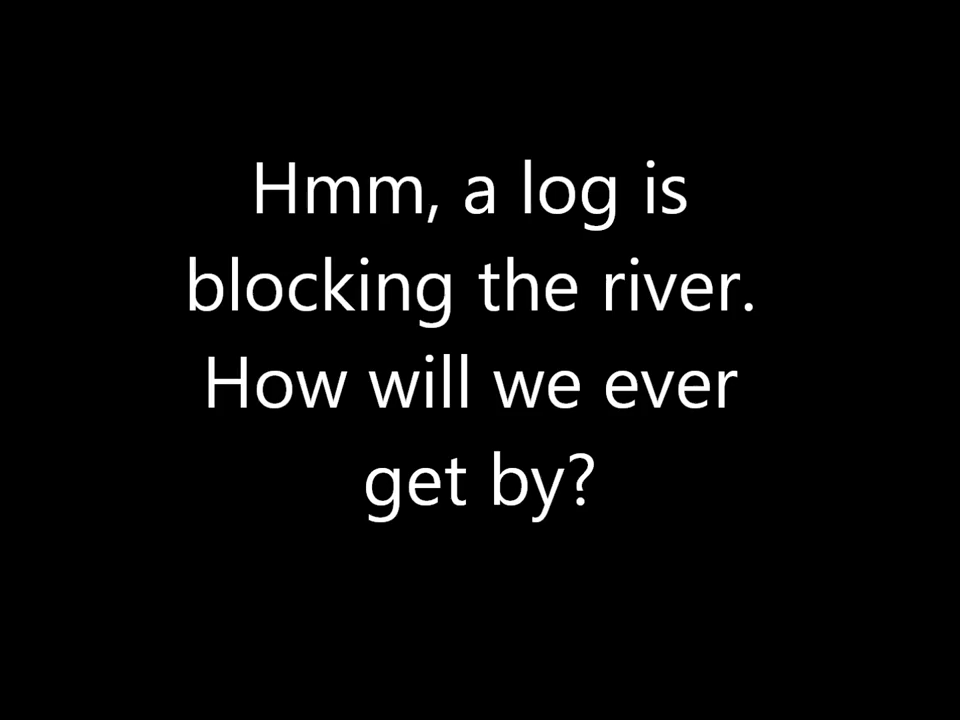 Hmm, a log is
blocking the river.
How will we ever
get by?